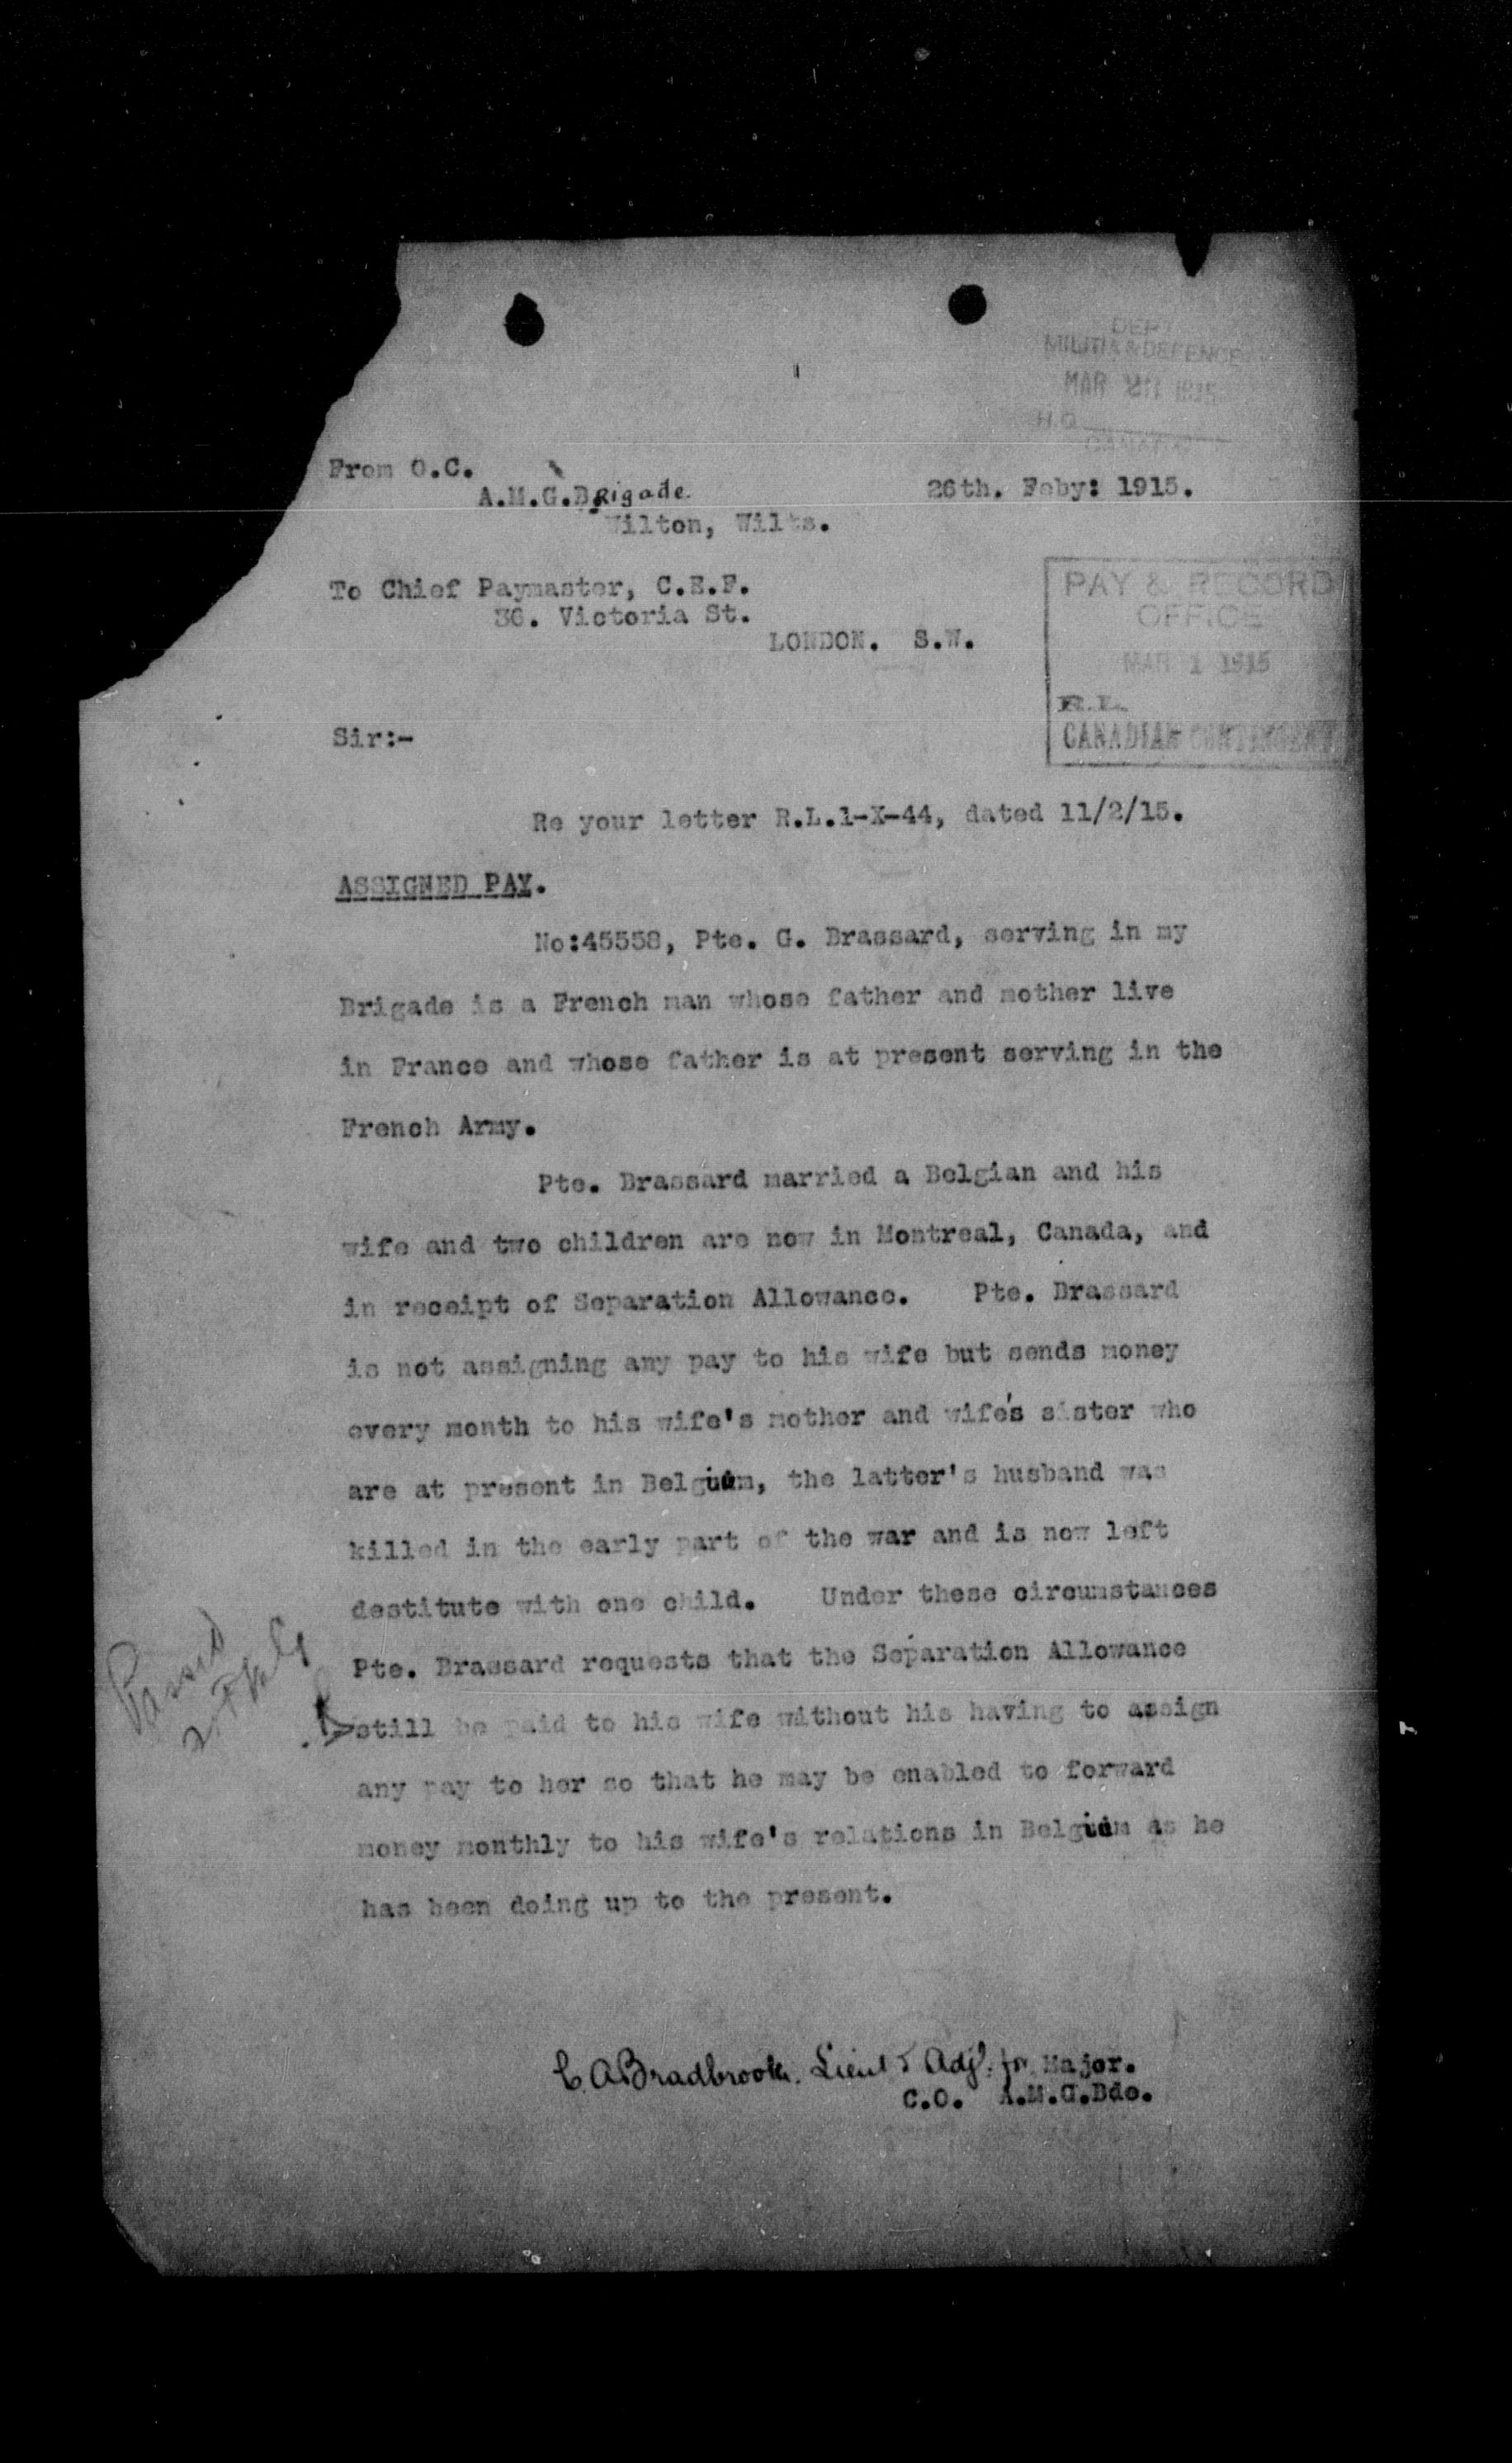 DEPT
MILITIA & DEFENCE
MAR 1915
H.Q.
CANADA
From O.C.
A.M.G.Brigade.
26th. Feby: 1915.
Wilton, Wilts.
To Chief Paymaster, C.E.F.
36. Victoria St.
LONDON. S.W.
PAY & RECORD
OFFICE
MAR 1 1915
R.L.
CANADIAN CONTINGENT
Sir:-
Re your letter R.L.1-X-44, dated 11/2/15.
ASSIGNED PAY.
No:45558, Pte. G. Brassard, serving in my
Brigade is a French man whose father and mother live
in France and whose father is at present serving in the
French Army.
Pte. Brassard married a Belgian and his
wife and two children are now in Montreal, Canada, and
in receipt of Separation Allowance. Pte. Brassard
is not assigning any pay to his wife but sends money
every month to his wife's mother and wife's sister who
are at present in Belguim, the latter's husband was
killed in the early part of the war and is now left
destitute with one child. Under these circumstances
Pte. Brassard requests that the Separation Allowance
still be paid to his wife without his having to assign
any pay to her so that he may be enabled to forward
money monthly to his wife's relations in Belguim as he
has been doing up to the present.
Passed
C.A.Bradbrook. Lieut & Adjt. for Major.
C.O. A.M.G.Bde.